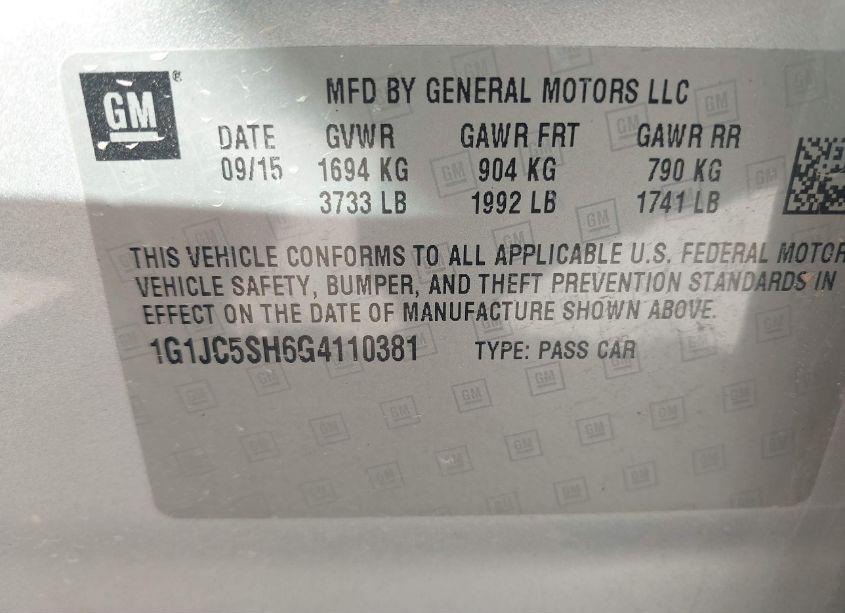 GM ® MFD BY GENERAL MOTORS LLC
DATE GVWR GAWR FRT GAWR RR
09/15 1694 KG 904 KG 790 KG
3733 LB 1992 LB 1741 LB
THIS VEHICLE CONFORMS TO ALL APPLICABLE U.S. FEDERAL MOTOR
VEHICLE SAFETY, BUMPER, AND THEFT PREVENTION STANDARDS IN
EFFECT ON THE DATE OF MANUFACTURE SHOWN ABOVE.
1G1JC5SH6G4110381 TYPE: PASS CAR